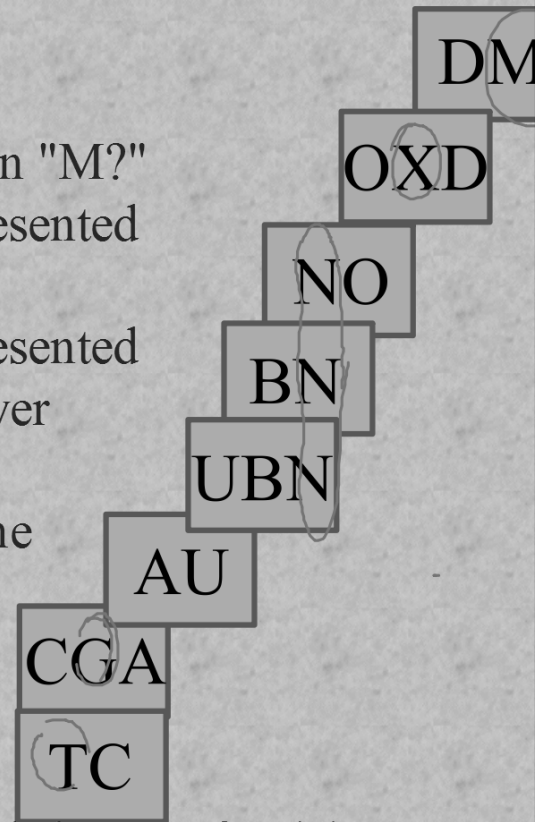 DM
n "M?"
OXD
esented
NO
esented
BN
ver
UBN
ne
AU
CGA
TC